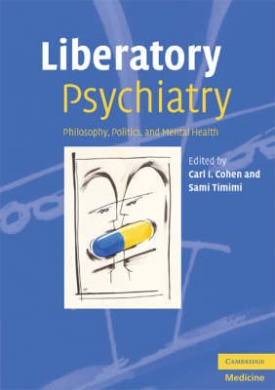 Liberatory
Psychiatry
Philosophy, Politics, and Mental Health
Edited by
Carl I. Cohen and
Sami Timimi
CAMBRIDGE
Medicine